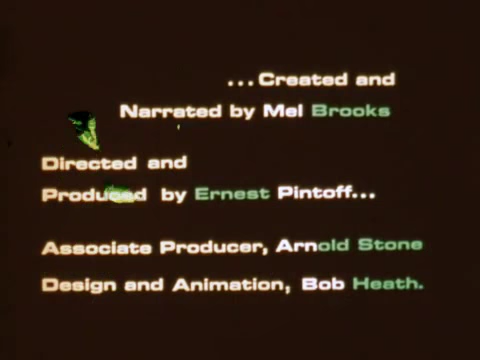 ...Created and
Narrated by Mel Brooks
Directed and
Produced by Ernest Pintoff...
Associate Producer, Arnold Stone
Design and Animation, Bob Heath.